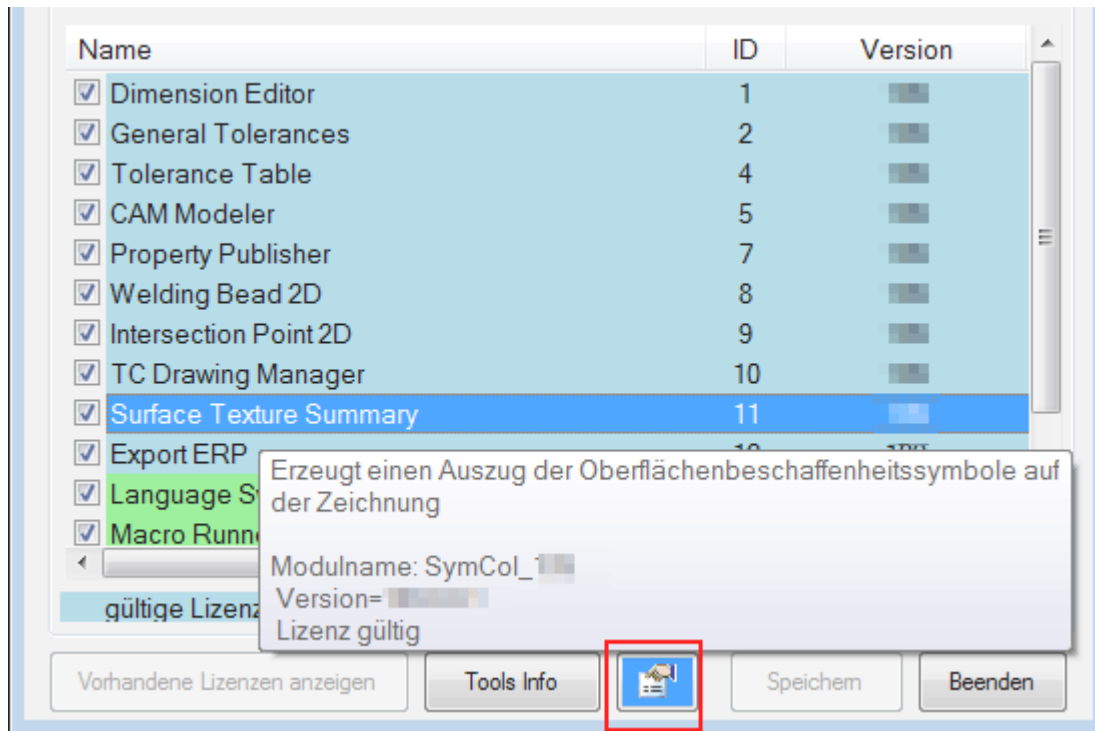 Name ID Version
Dimension Editor 1
General Tolerances 2
Tolerance Table 4
CAM Modeler 5
Property Publisher 7
Welding Bead 2D 8
Intersection Point 2D 9
TC Drawing Manager 10
Surface Texture Summary 11
Export ERP
Language
Macro
Erzeugt einen Auszug der Oberflächenbeschaffenheitssymbole auf
der Zeichnung
Modulname: SymCol_
Version=
Lizenz gültig
gültige
Vorhandene Lizenzen anzeigen Tools Info Speichern Beenden